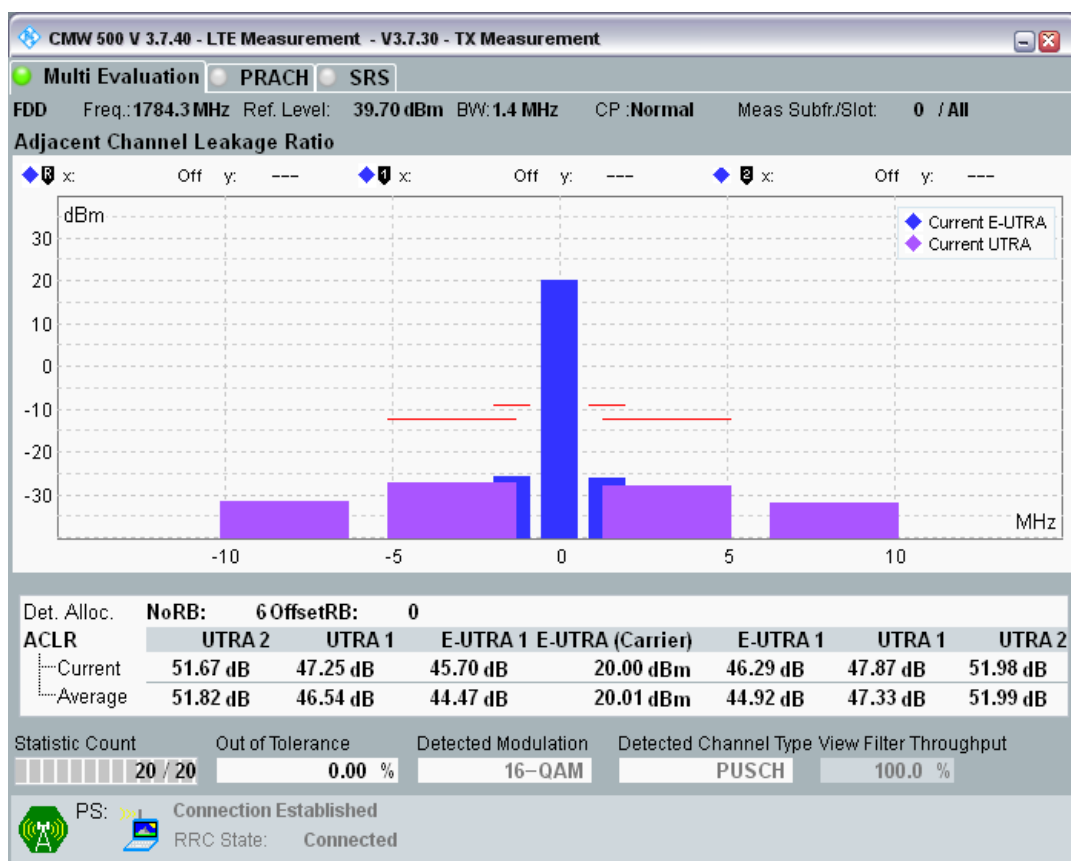 CMW 500 V 3.7.40 - LTE Measurement - V3.7.30 - TX Measurement
Multi Evaluation PRACH SRS
FDD Freq.: 1784.3 MHz Ref. Level: 39.70 dBm BW: 1.4 MHz CP :Normal Meas Subfr./Slot: 0 / All
Adjacent Channel Leakage Ratio
R x: Off y: --- 1 x: Off y: --- 2 x: Off y: ---
dBm
Current E-UTRA
Current UTRA
30
20
10
0
-10
-20
-30
MHz
-10 -5 0 5 10
Det. Alloc. NoRB: 6 OffsetRB: 0
ACLR UTRA 2 UTRA 1 E-UTRA 1 E-UTRA (Carrier) E-UTRA 1 UTRA 1 UTRA 2
Current 51.67 dB 47.25 dB 45.70 dB 20.00 dBm 46.29 dB 47.87 dB 51.98 dB
Average 51.82 dB 46.54 dB 44.47 dB 20.01 dBm 44.92 dB 47.33 dB 51.99 dB
Statistic Count Out of Tolerance Detected Modulation Detected Channel Type View Filter Throughput
20 / 20 0.00 % 16-QAM PUSCH 100.0 %
PS: Connection Established
RRC State: Connected